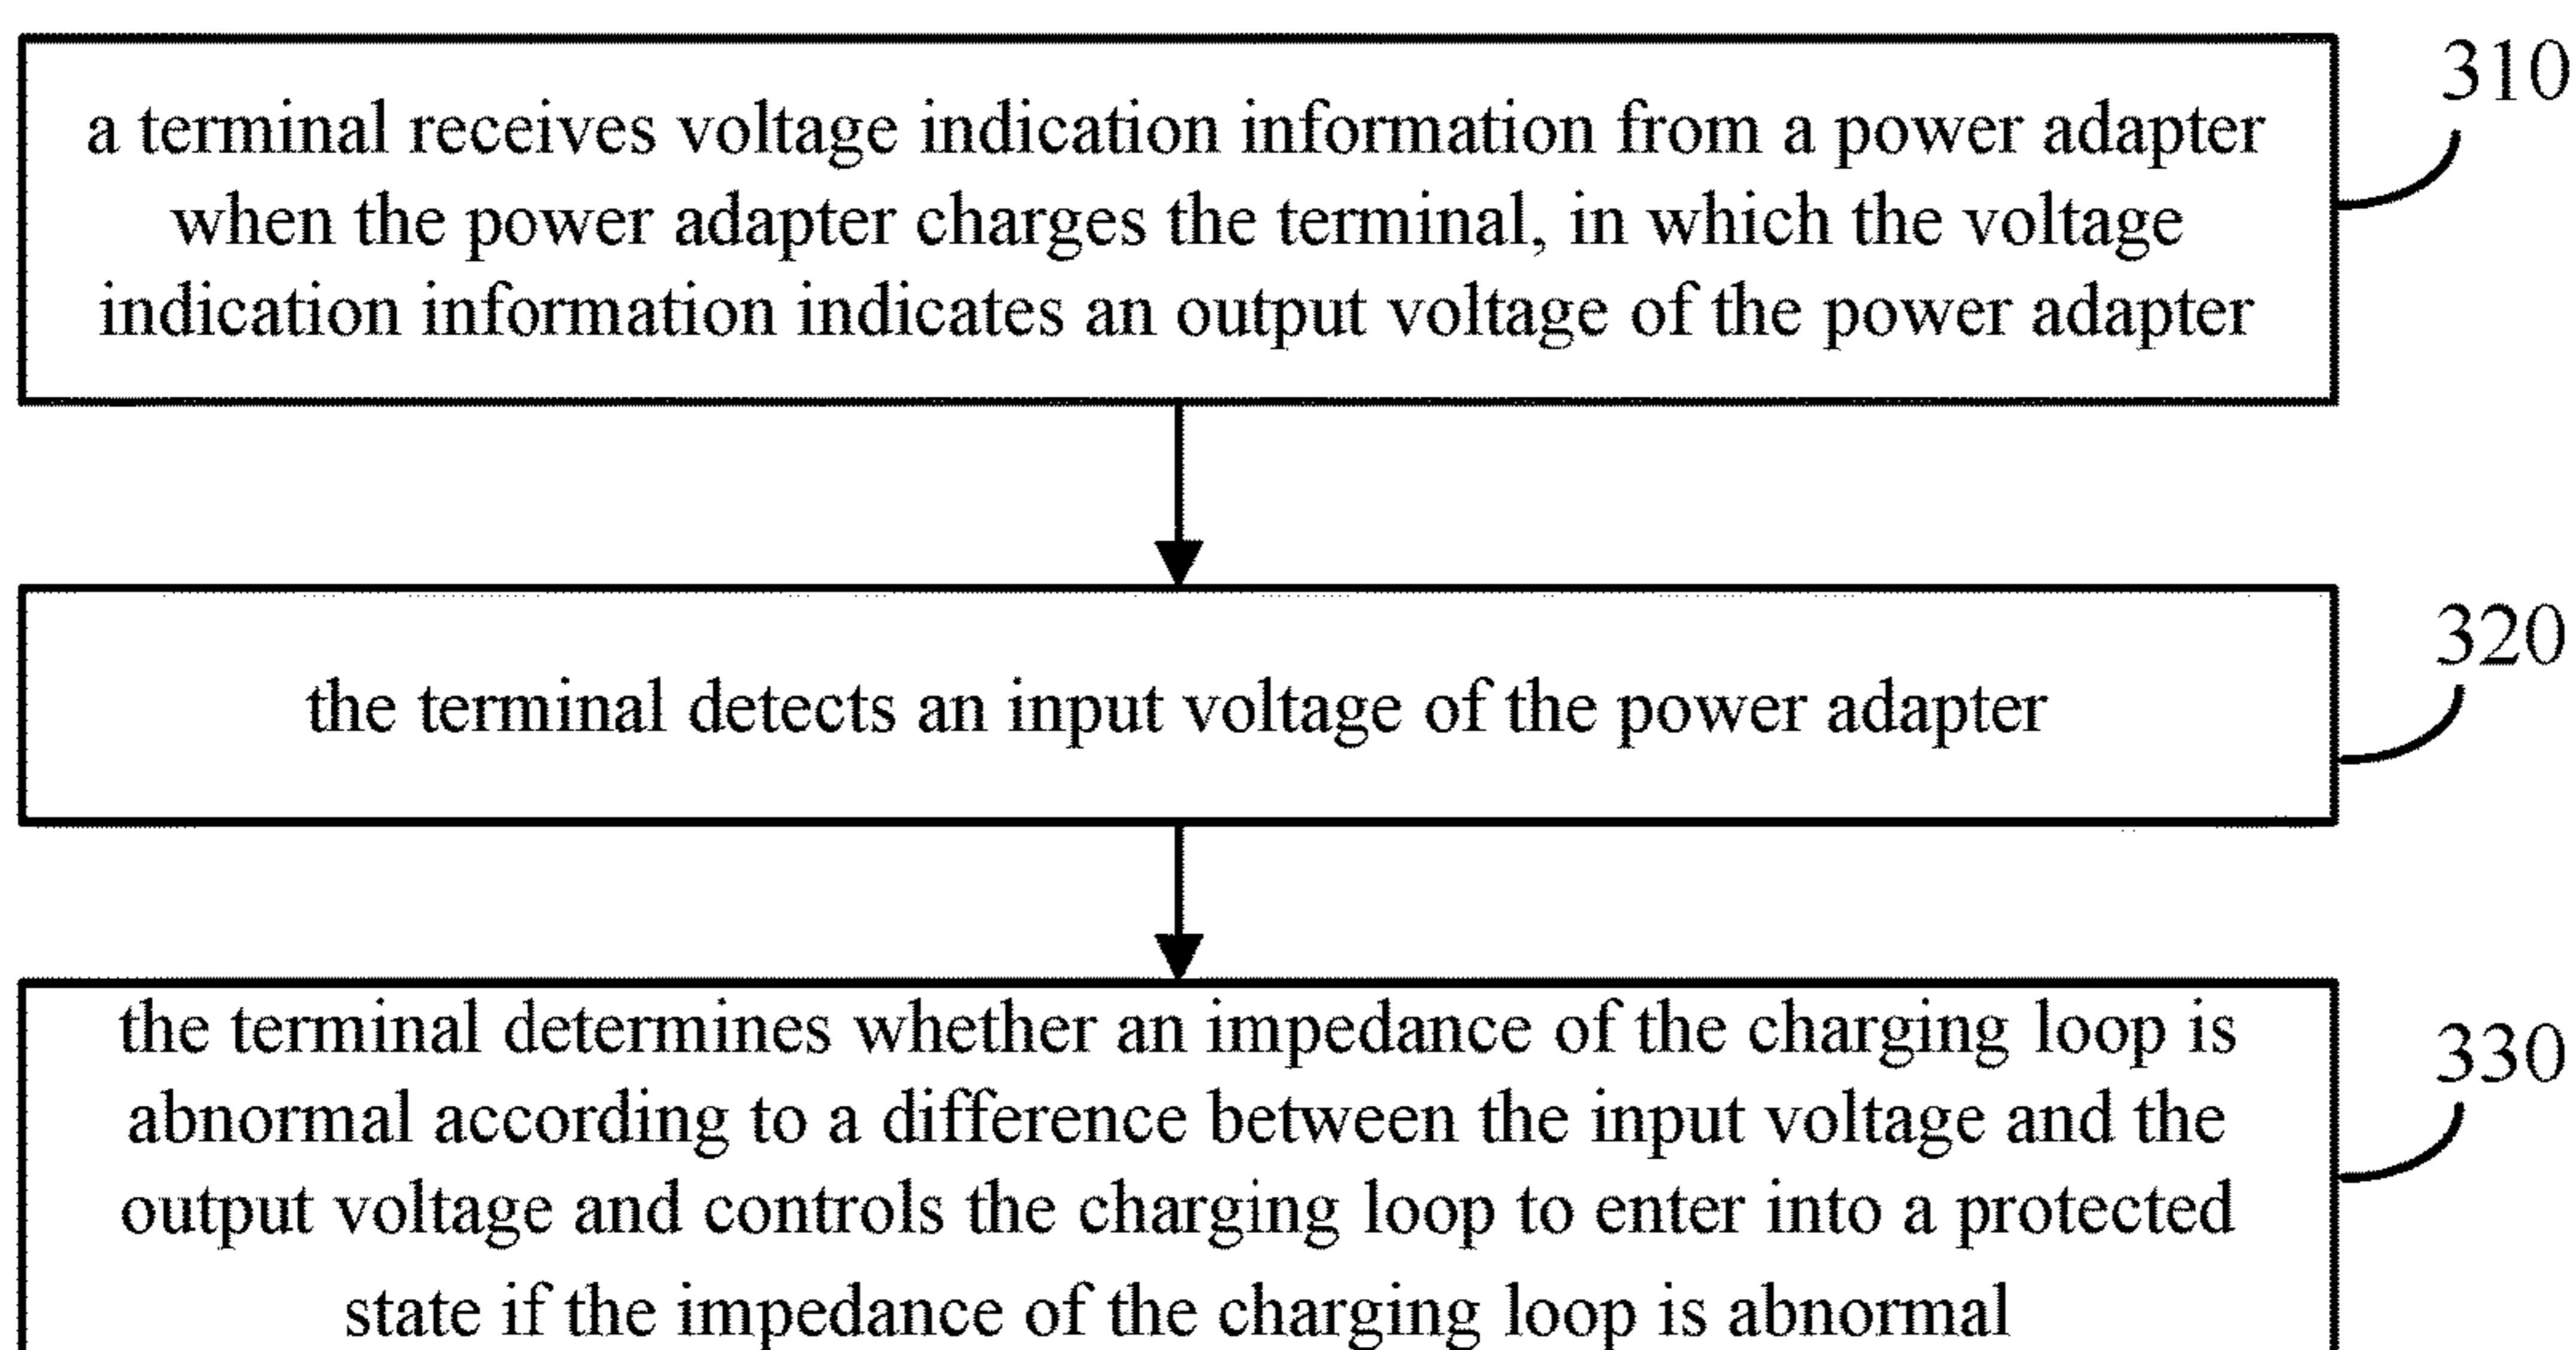 310
a terminal receives voltage indication information from a power adapter
when the power adapter charges the terminal, in which the voltage
indication information indicates an output voltage of the power adapter
320
the terminal detects an input voltage of the power adapter
330
the terminal determines whether an impedance of the charging loop is
abnormal according to a difference between the input voltage and the
output voltage and controls the charging loop to enter into a protected
state if the impedance of the charging loop is abnormal